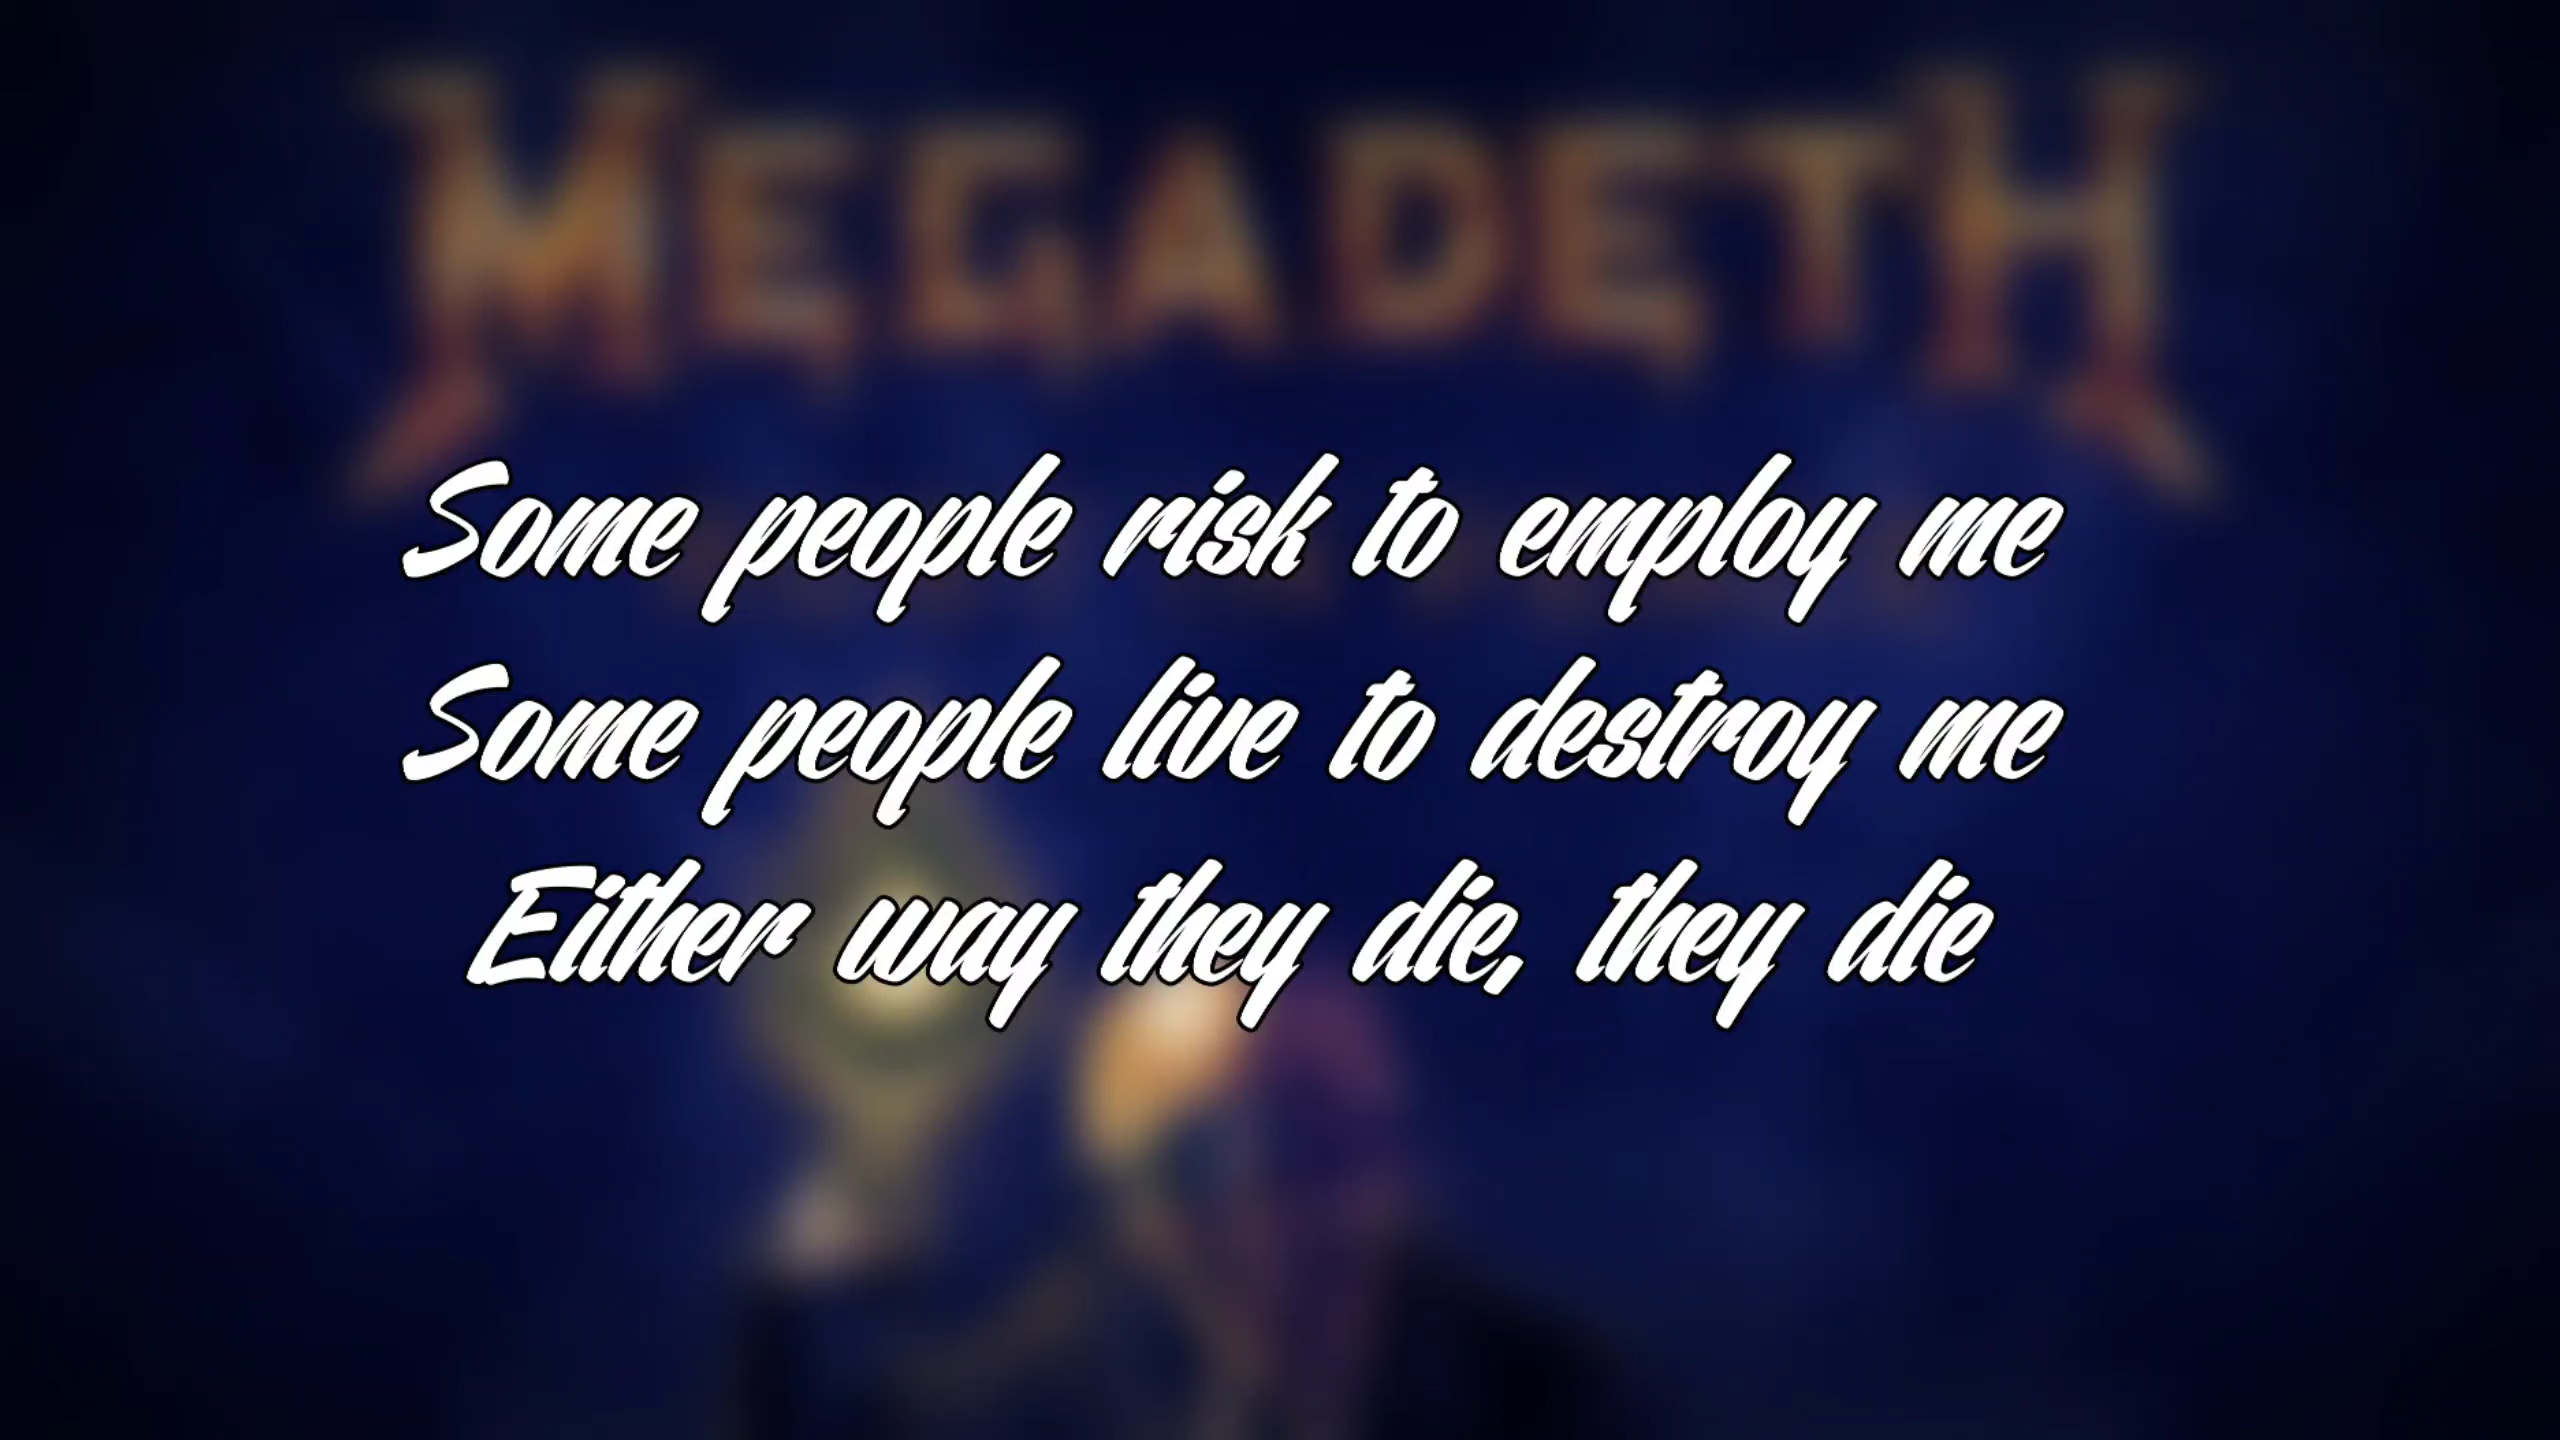 MEGADETH
Some people risk to employ me
Some people live to destroy me
Either way they die, they die